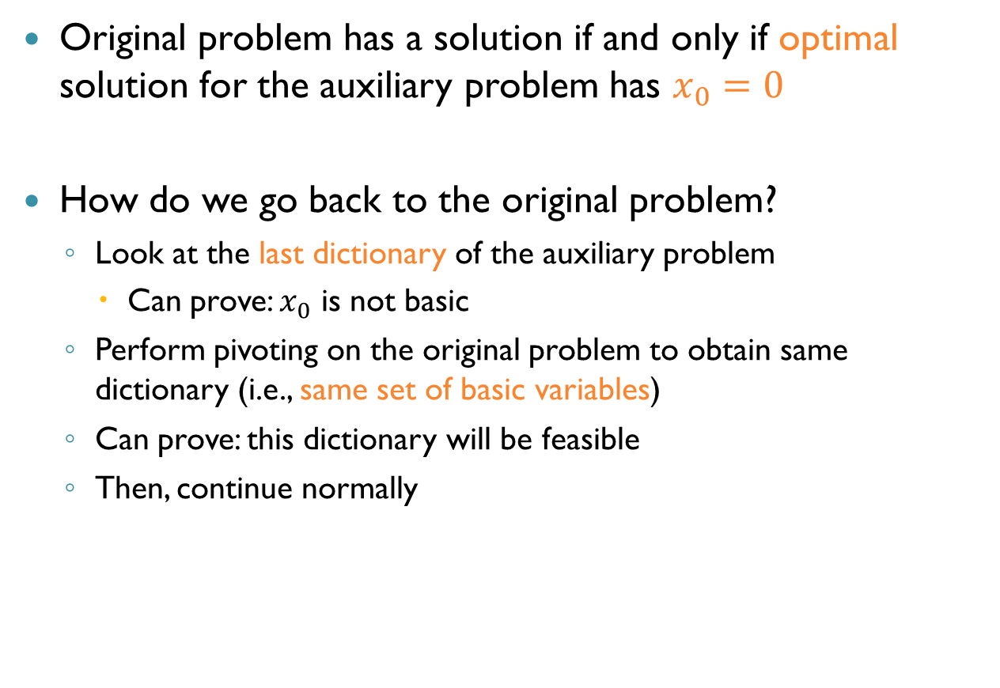 • Original problem has a solution if and only if optimal
solution for the auxiliary problem has x₀ = 0
• How do we go back to the original problem?
◦ Look at the last dictionary of the auxiliary problem
• Can prove: x₀ is not basic
◦ Perform pivoting on the original problem to obtain same
dictionary (i.e., same set of basic variables)
◦ Can prove: this dictionary will be feasible
◦ Then, continue normally